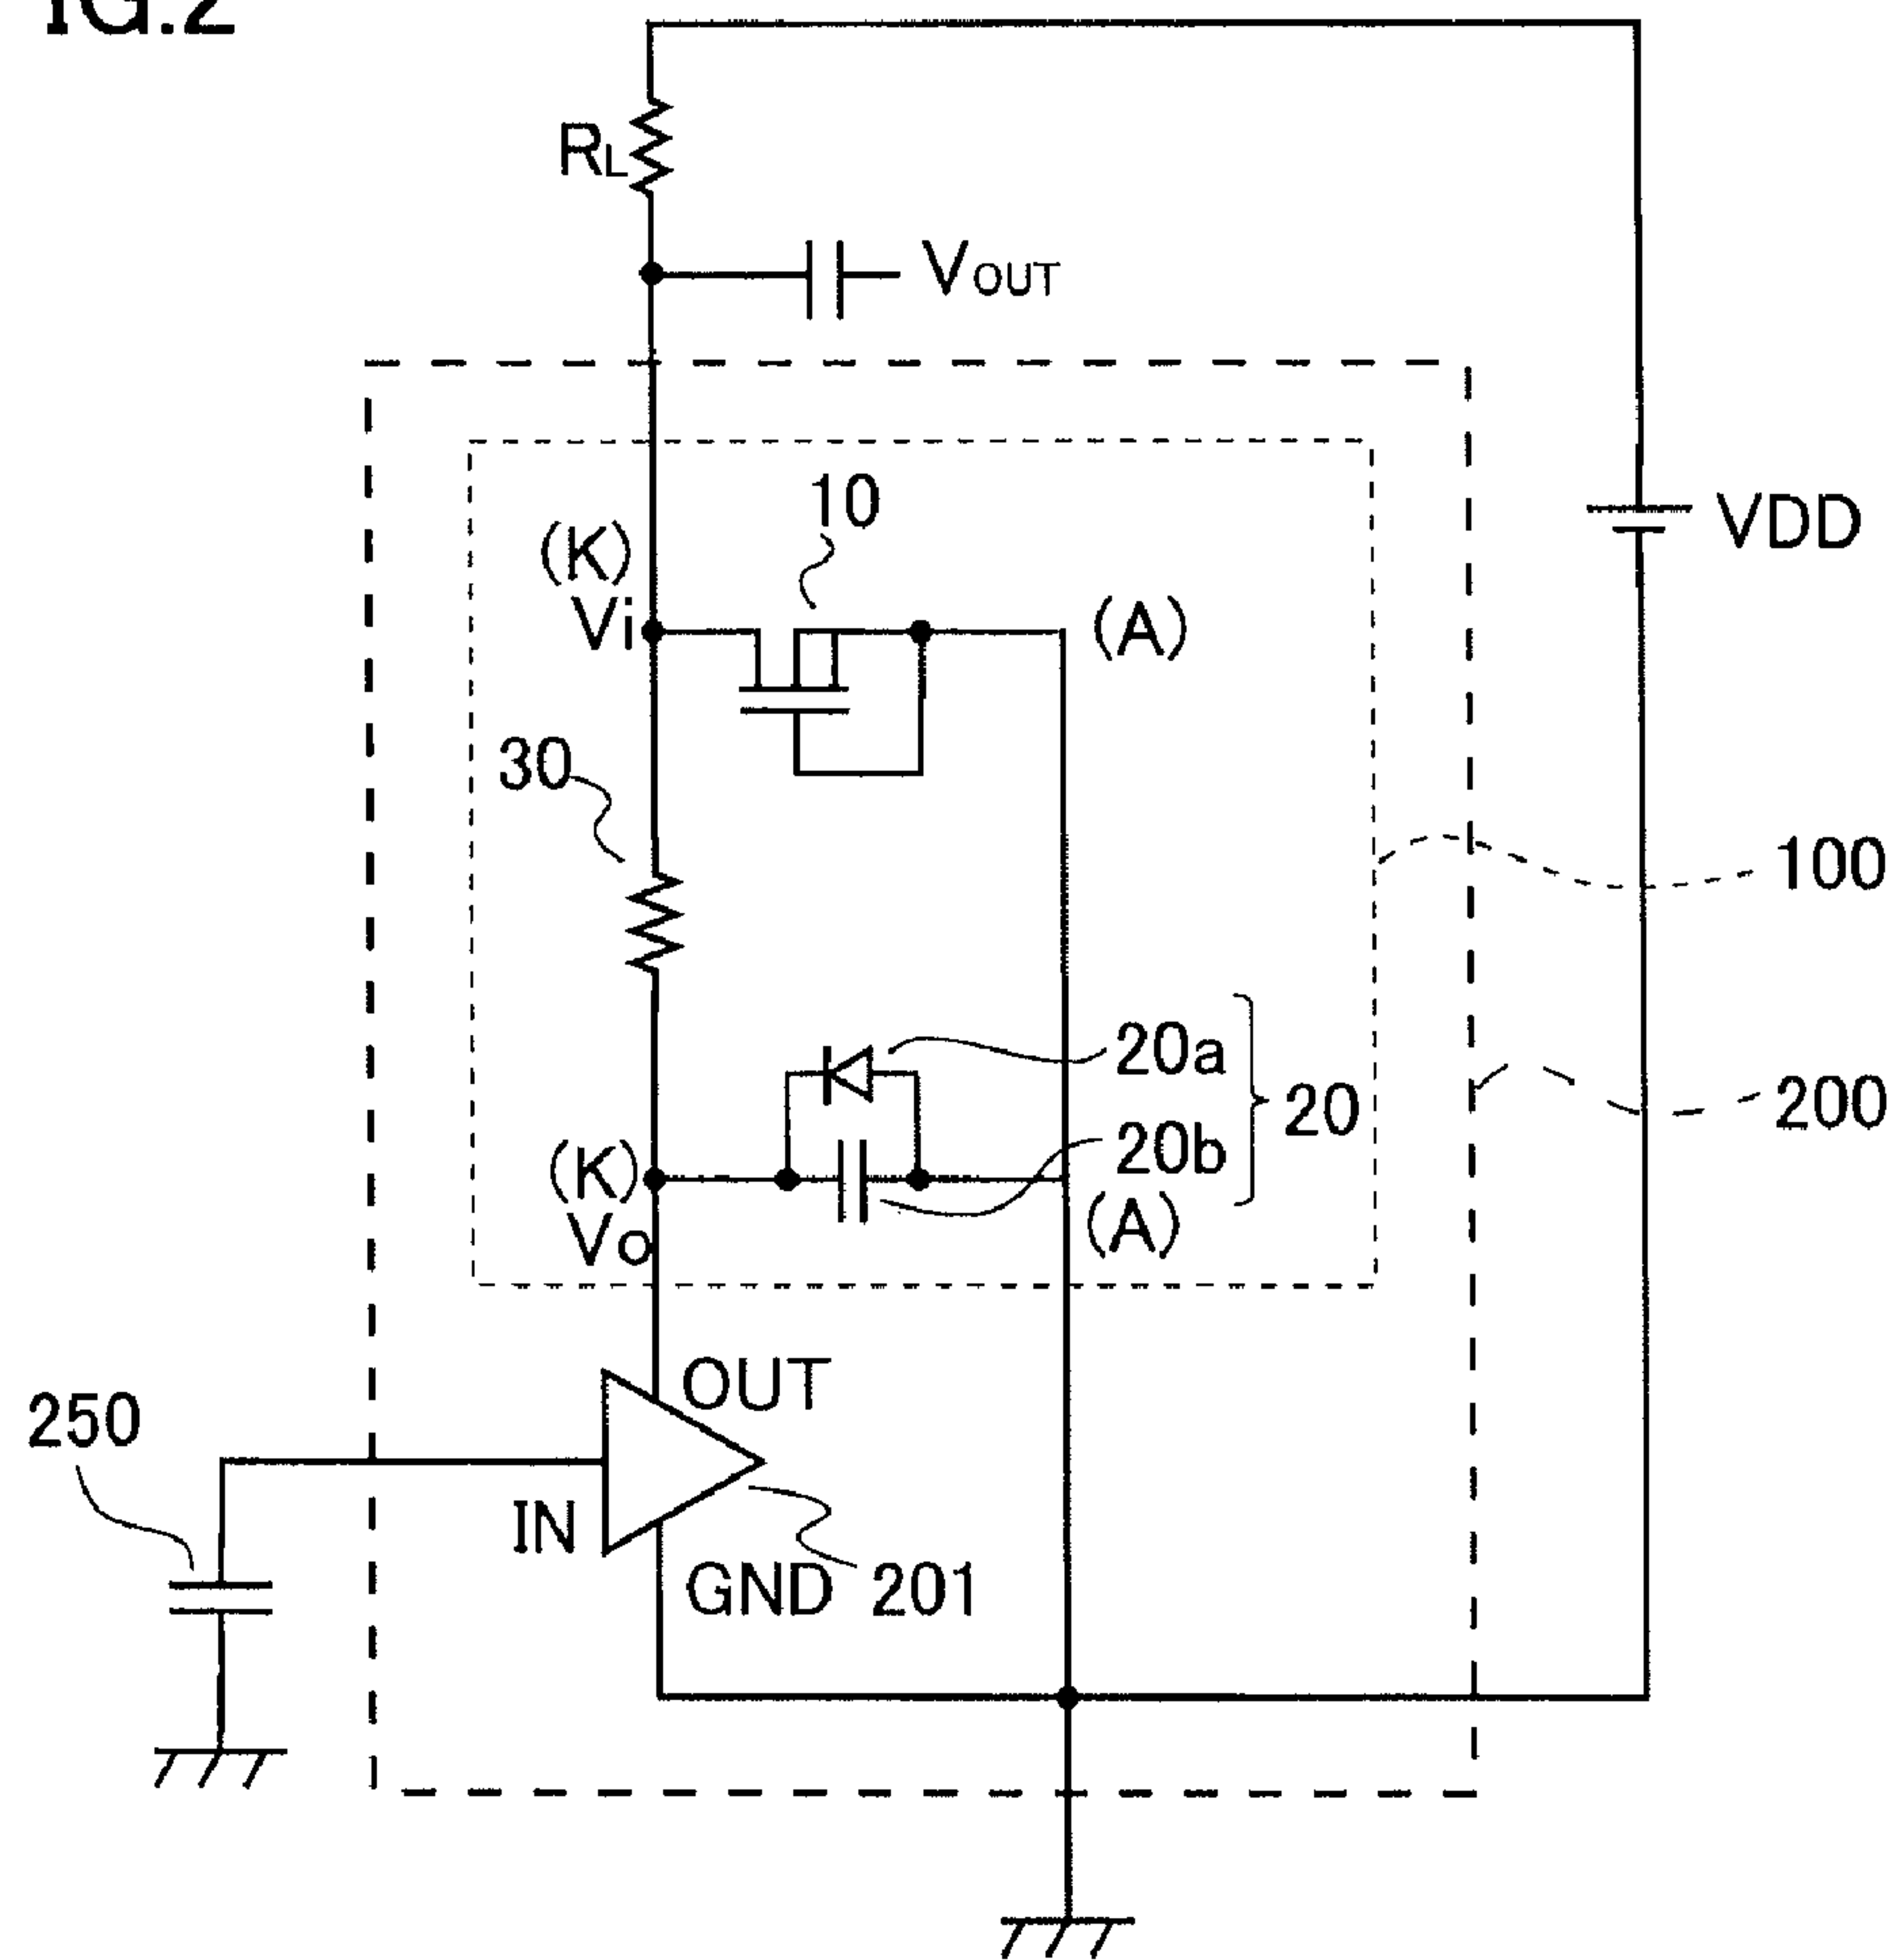 IG.2
RL
VOUT
10
(K)
Vi
(A)
VDD
30
100
20a
20
200
20b
(K)
Vo
(A)
OUT
250
IN
GND 201